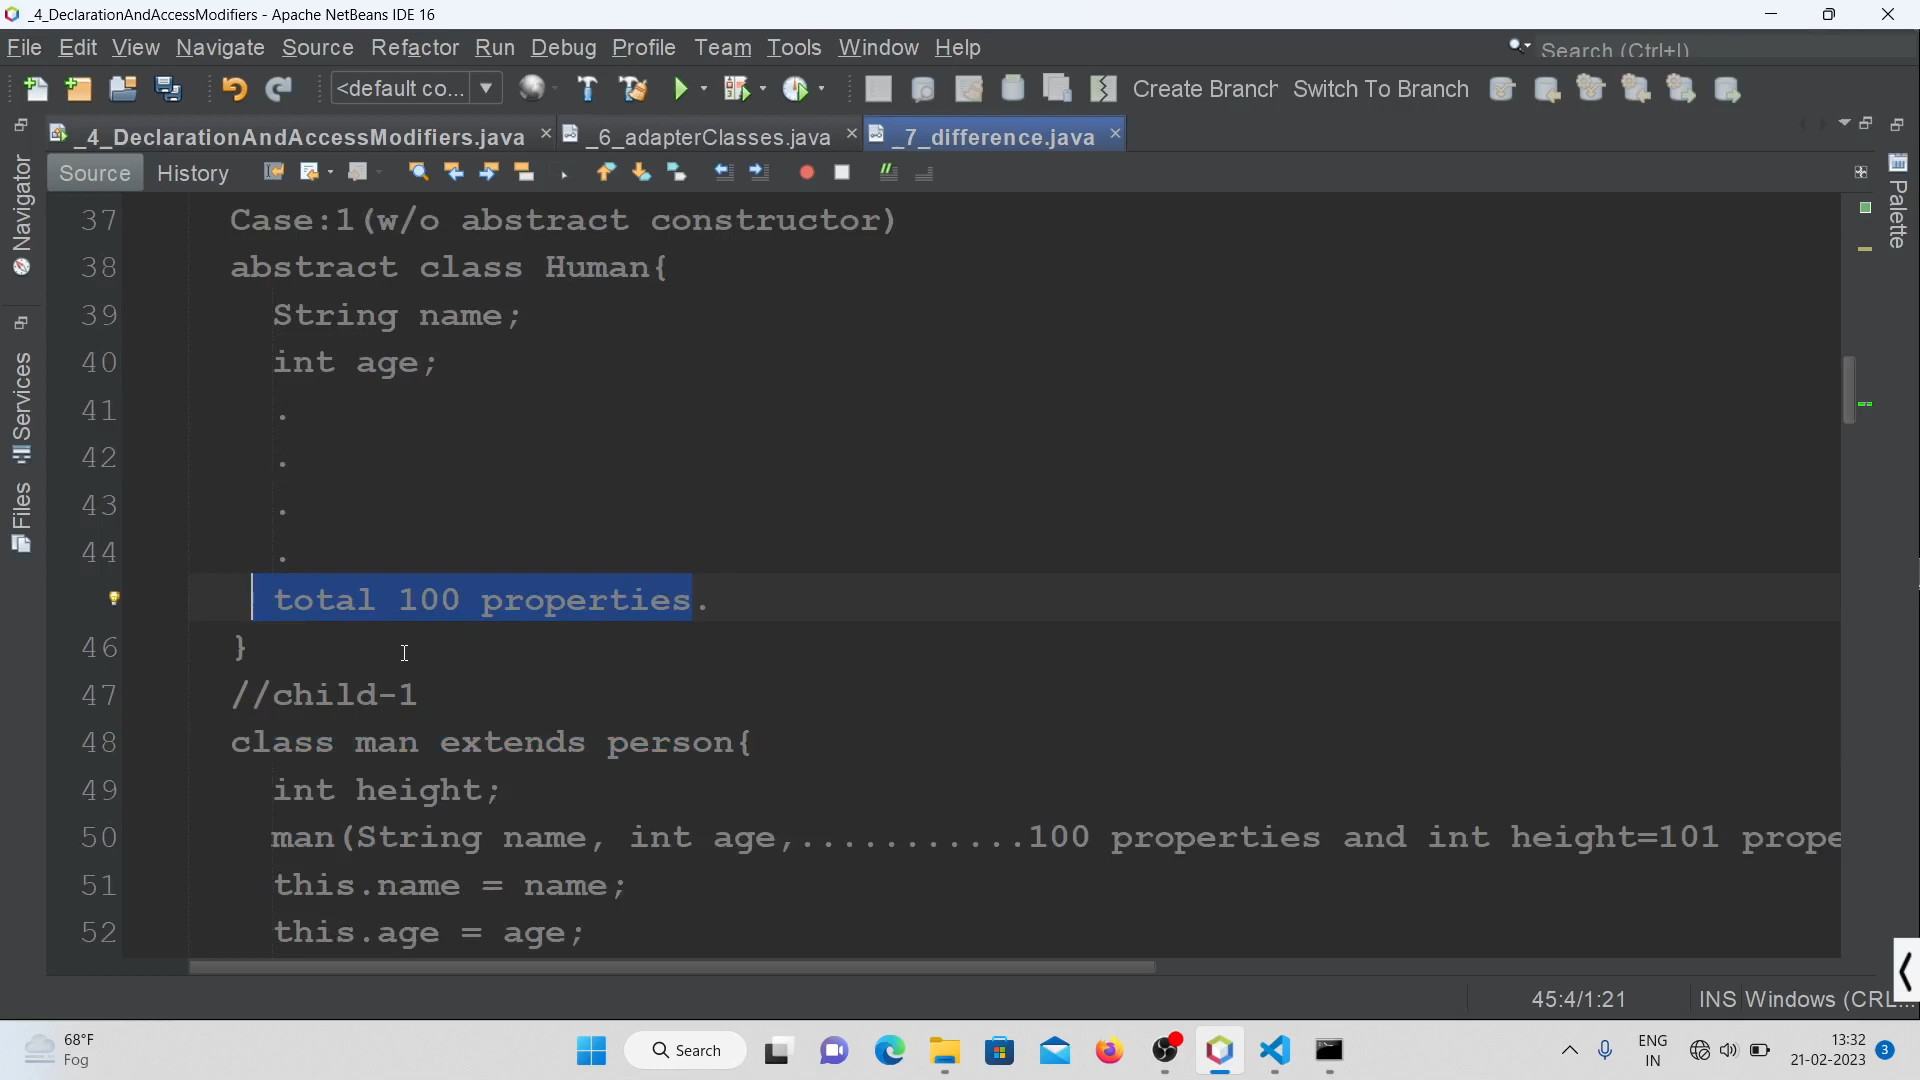 _4_DeclarationAndAccessModifiers - Apache NetBeans IDE 16
File Edit View Navigate Source Refactor Run Debug Profile Team Tools Window Help
Search (Ctrl+I)
<default co...
Create Branch Switch To Branch
_4_DeclarationAndAccessModifiers.java
_6_adapterClasses.java
_7_difference.java
Source History
Navigator
Services
Files
Palette
37 Case:1(w/o abstract constructor)
38 abstract class Human{
39 String name;
40 int age;
41 .
42 .
43 .
44 .
total 100 properties.
46 }
47 //child-1
48 class man extends person{
49 int height;
50 man(String name, int age,...........100 properties and int height=101 prope
51 this.name = name;
52 this.age = age;
45:4/1:21 INS Windows (CRL...
68°F
Fog
Search
ENG
IN
13:32
21-02-2023
3